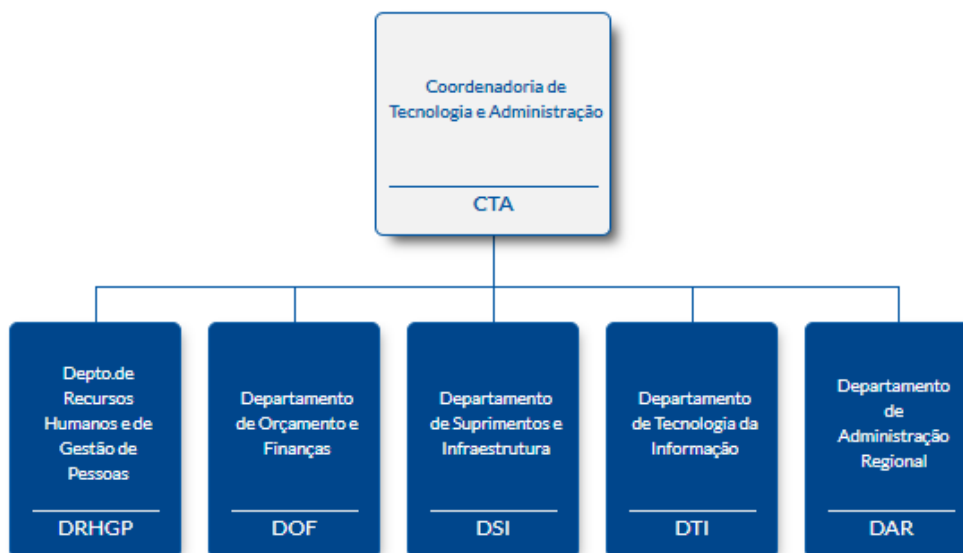 Coordenadoria de
Tecnologia e Administração
CTA
Depto.de
Recursos
Humanos e de
Gestão de
Pessoas
DRHGP
Departamento
de Orçamento e
Finanças
DOF
Departamento
de Suprimentos e
Infraestrutura
DSI
Departamento
de Tecnologia da
Informação
DTI
Departamento
de
Administração
Regional
DAR